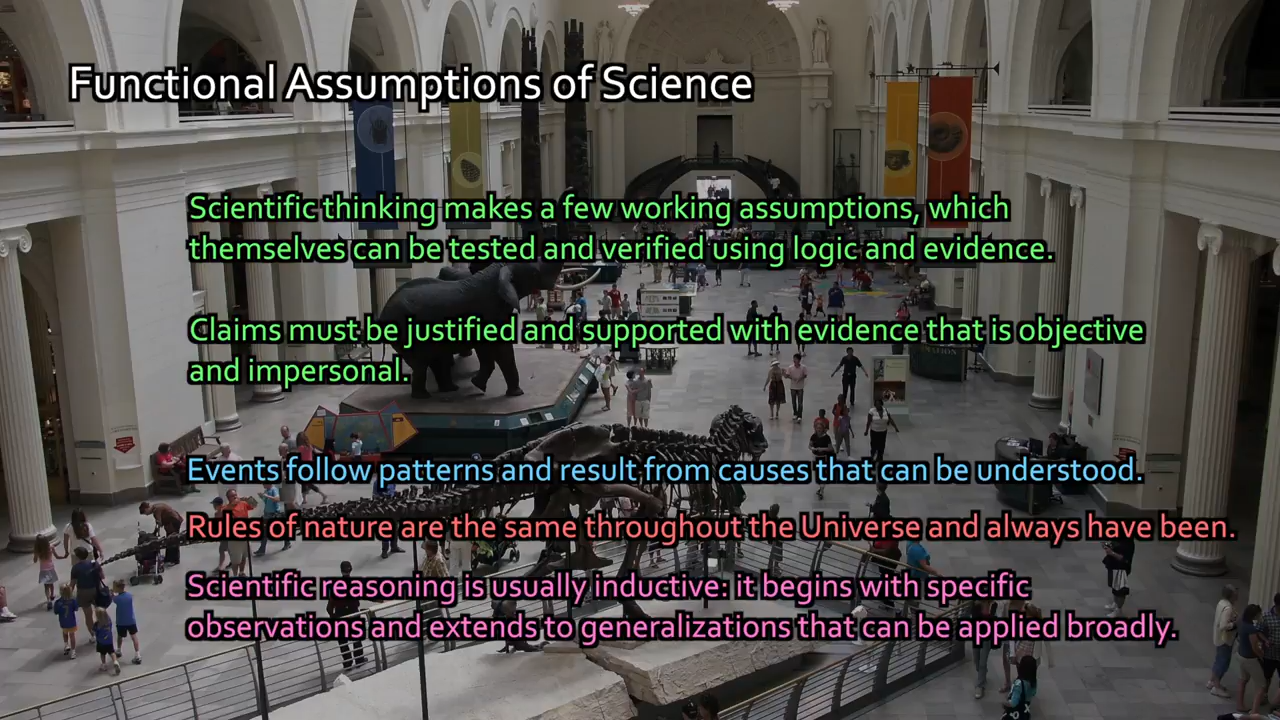 Functional Assumptions of Science
Scientific thinking makes a few working assumptions, which
themselves can be tested and verified using logic and evidence.
Claims must be justified and supported with evidence that is objective
and impersonal.
Events follow patterns and result from causes that can be understood.
Rules of nature are the same throughout the Universe and always have been.
Scientific reasoning is usually inductive: it begins with specific
observations and extends to generalizations that can be applied broadly.